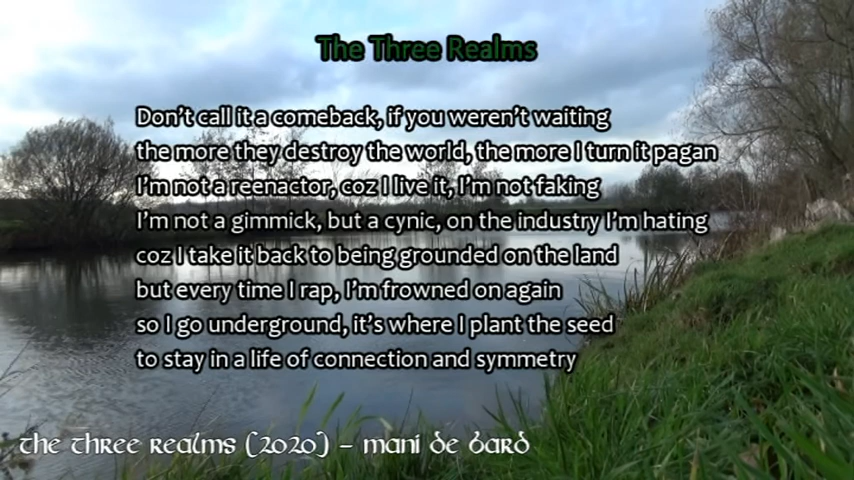 The Three Realms
Don't call it a comeback, if you weren't waiting
the more they destroy the world, the more I turn it pagan
I'm not a reenactor, coz I live it, I'm not faking
I'm not a gimmick, but a cynic, on the industry I'm hating
coz I take it back to being grounded on the land
but every time I rap, I'm frowned on again
so I go underground, it's where I plant the seed
to stay in a life of connection and symmetry
The Three Realms (2020) - Mani de Bard